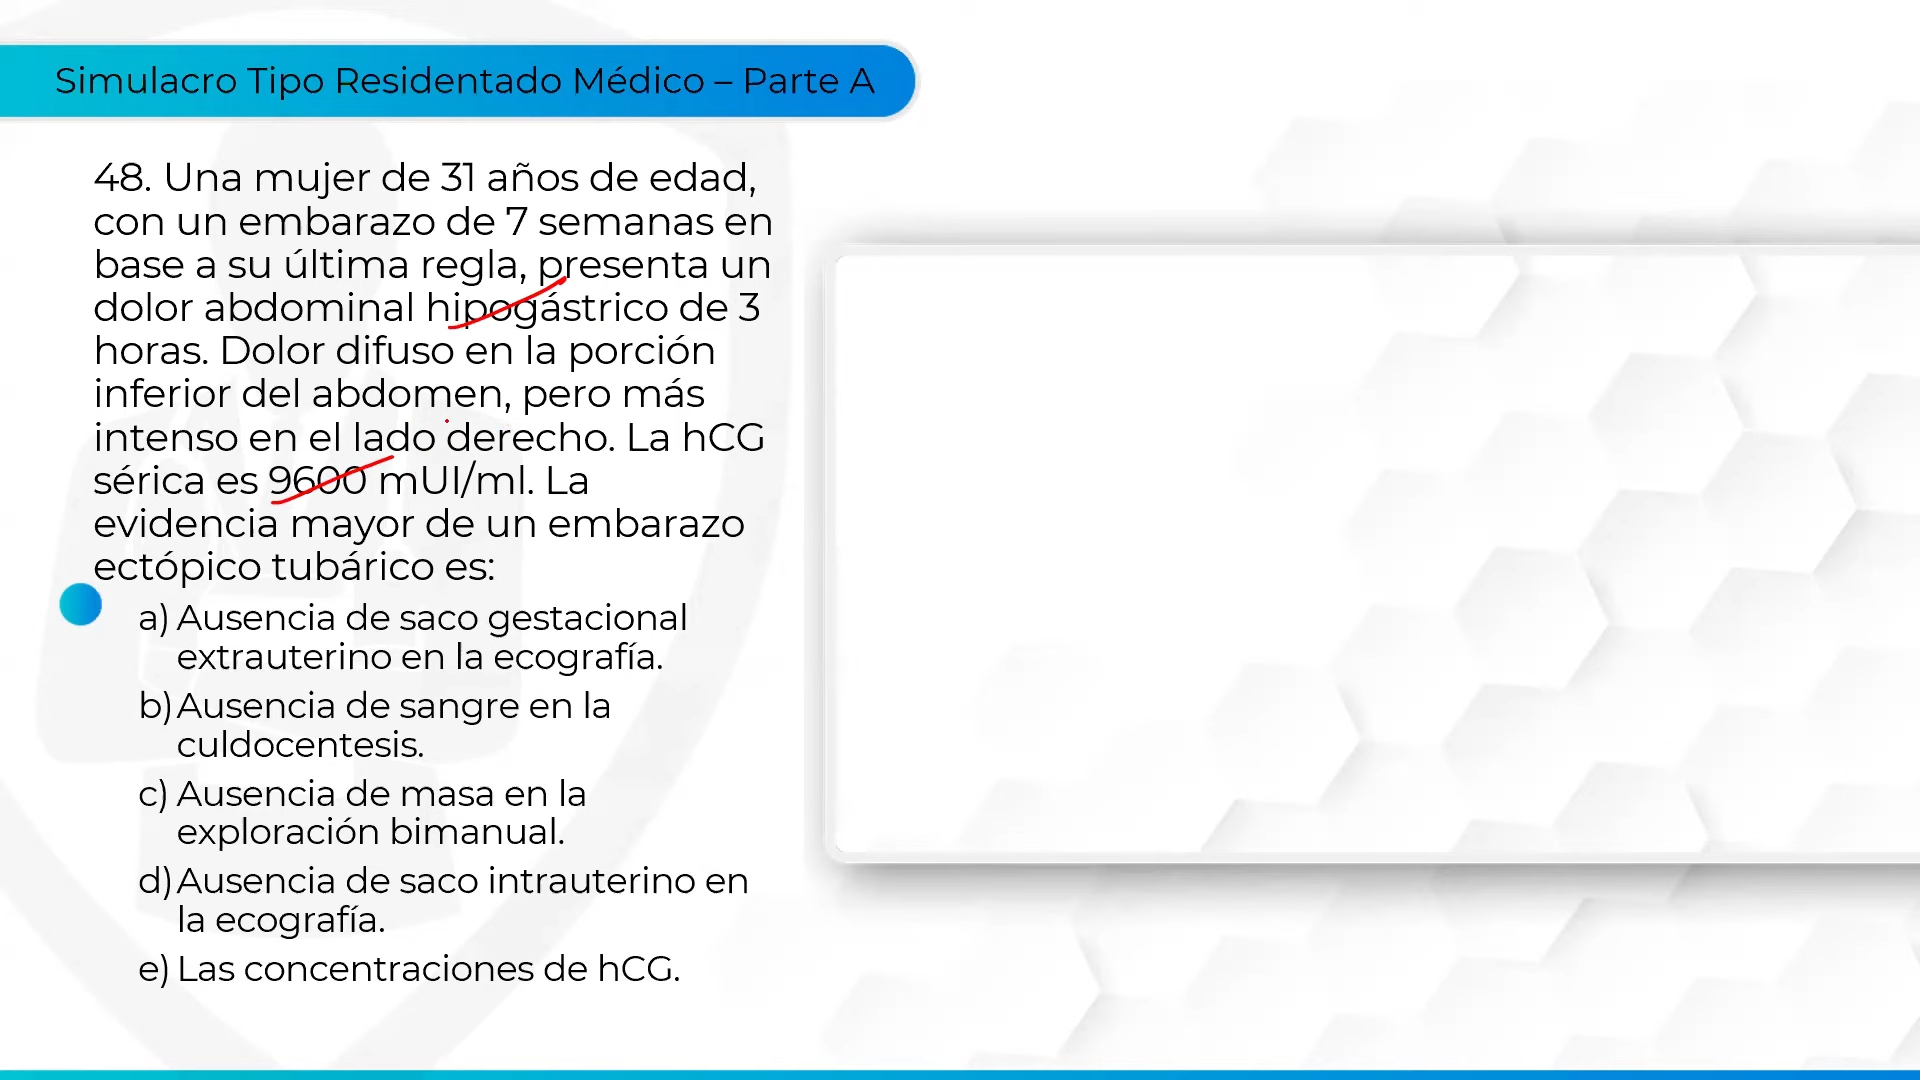 Simulacro Tipo Residentado Médico – Parte A
48. Una mujer de 31 años de edad,
con un embarazo de 7 semanas en
base a su última regla, presenta un
dolor abdominal hipogástrico de 3
horas. Dolor difuso en la porción
inferior del abdomen, pero más
intenso en el lado derecho. La hCG
sérica es 9600 mUI/ml. La
evidencia mayor de un embarazo
ectópico tubárico es:
a) Ausencia de saco gestacional
extrauterino en la ecografía.
b) Ausencia de sangre en la
culdocentesis.
c) Ausencia de masa en la
exploración bimanual.
d) Ausencia de saco intrauterino en
la ecografía.
e) Las concentraciones de hCG.